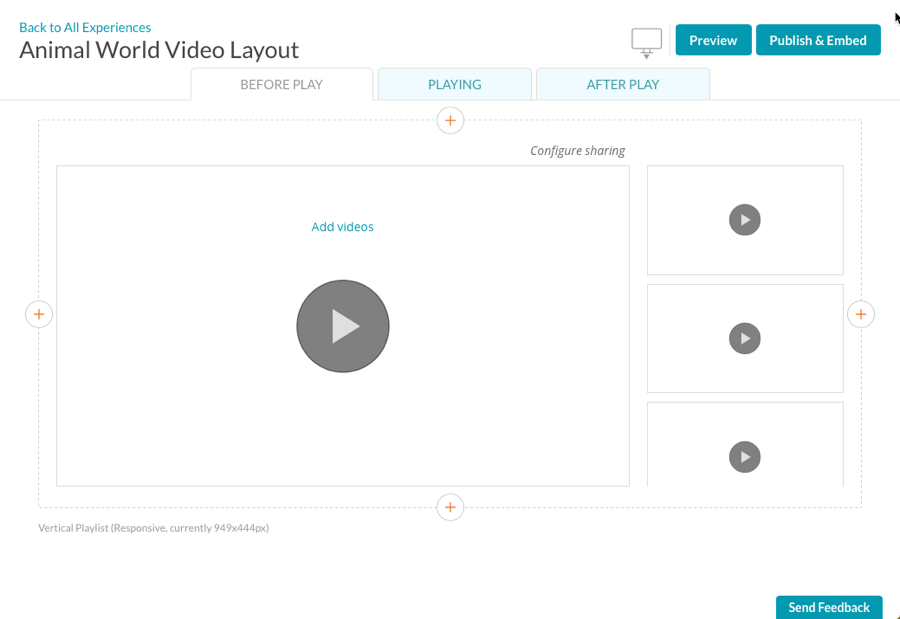 Back to All Experiences
Animal World Video Layout
Preview
Publish & Embed
BEFORE PLAY
PLAYING
AFTER PLAY
Configure sharing
Add videos
Vertical Playlist (Responsive, currently 949x444px)
Send Feedback